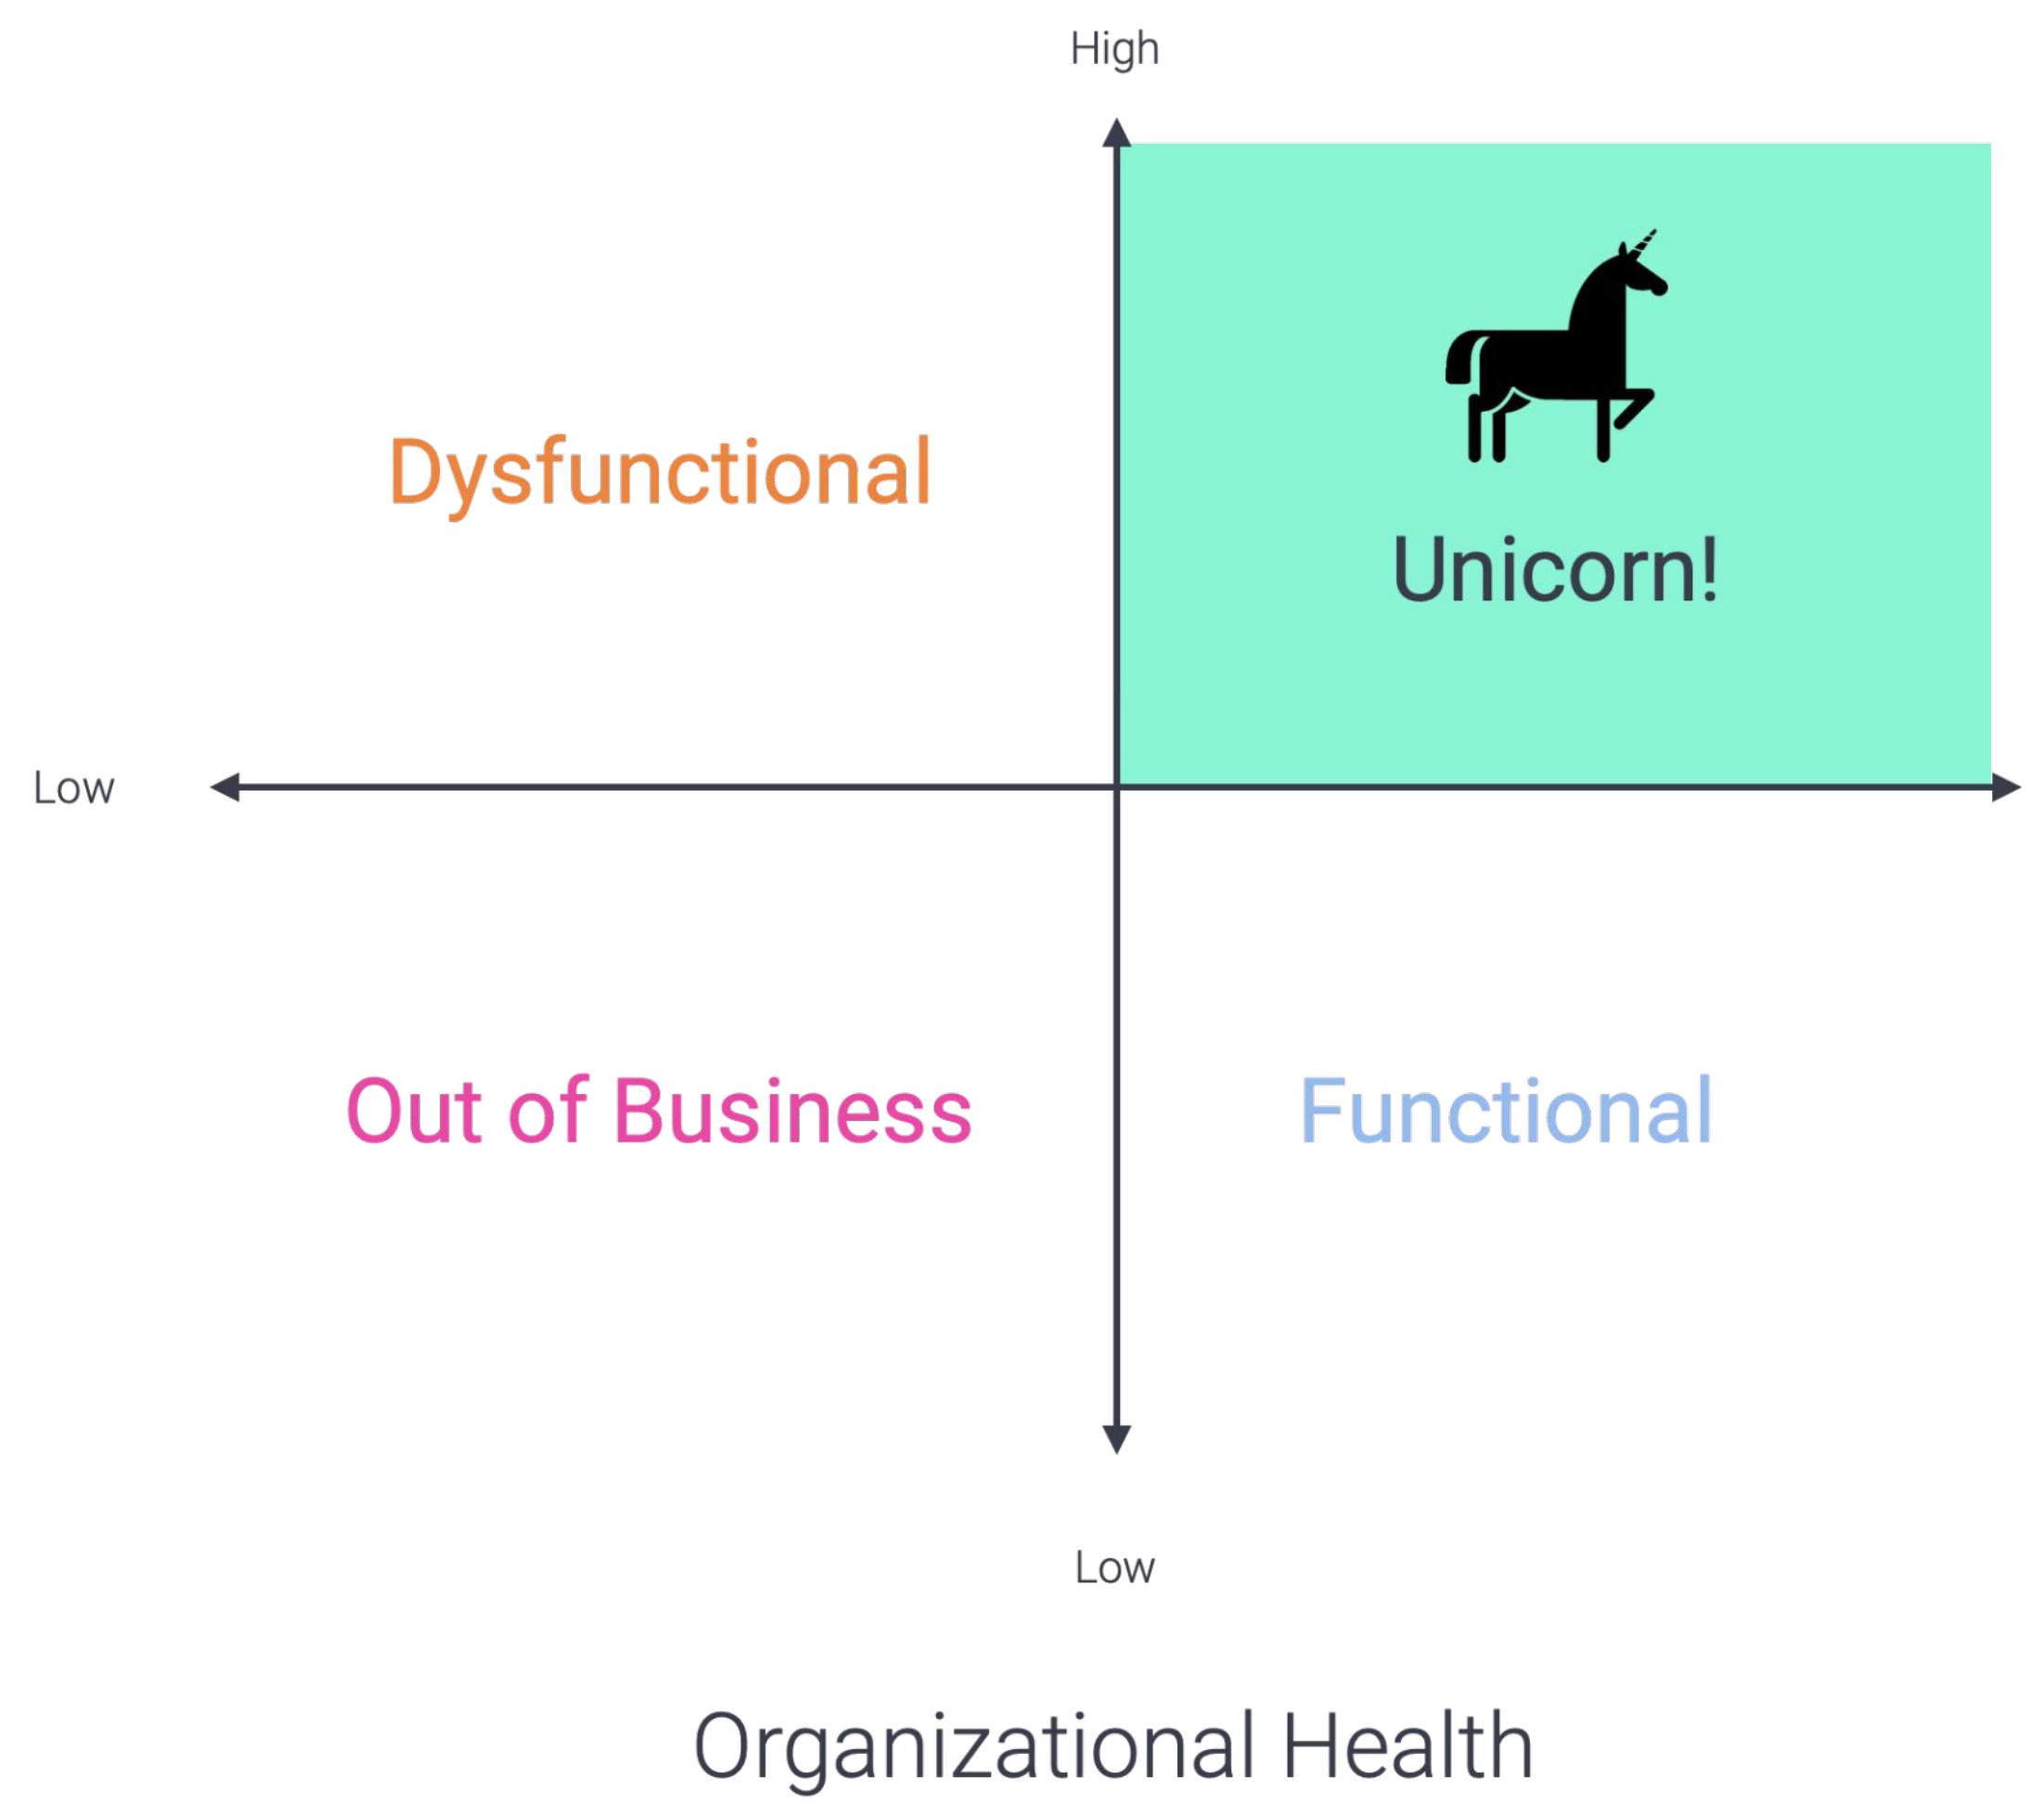 High
Dysfunctional
Unicorn!
Low
Out of Business
Functional
Low
Organizational Health